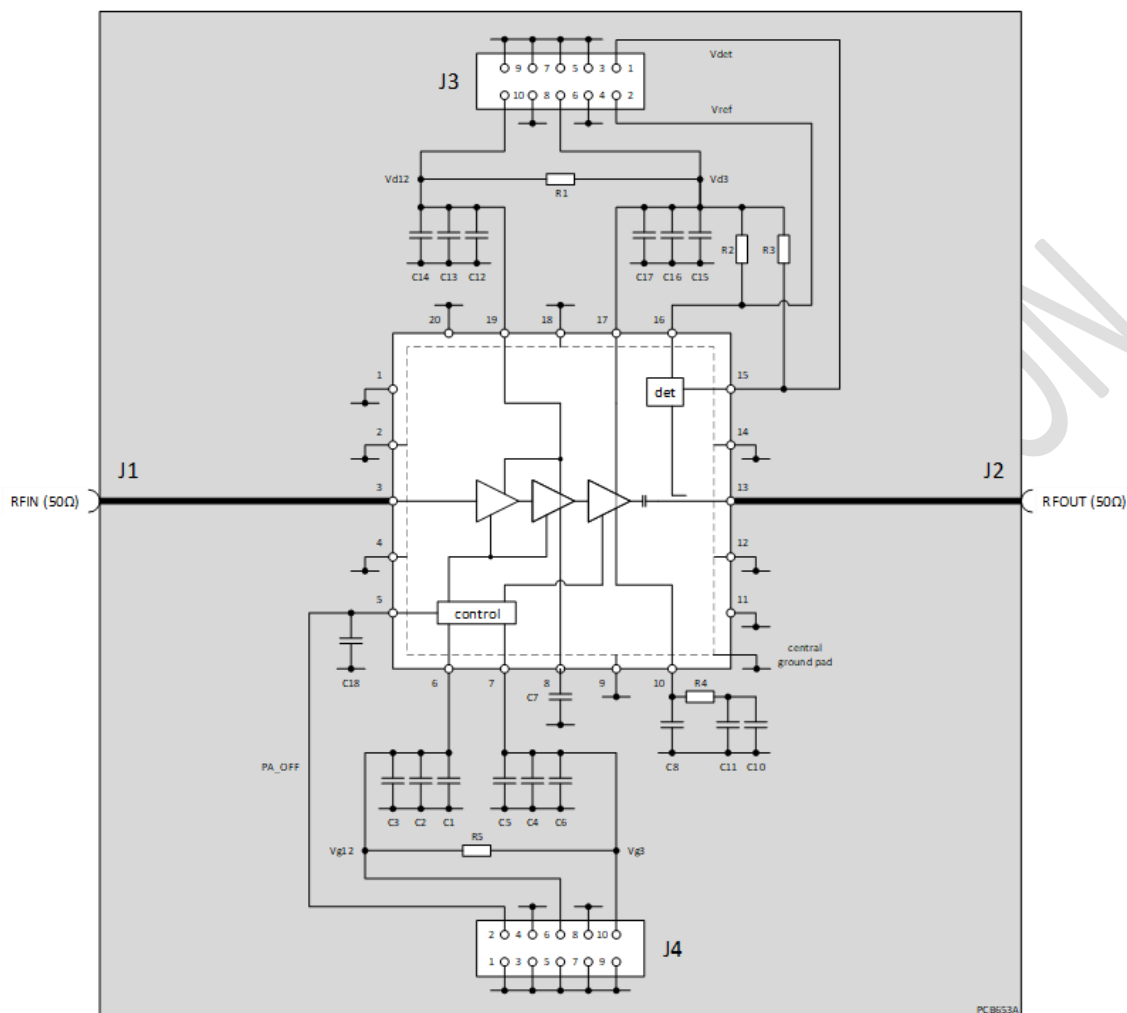 Vdet
9 7 5 3 1
J3
10 8 6 4 2
Vref
Vd12
R1
Vd3
C14 C13 C12
C17 C16 C15
R2 R3
20 19 18 17 16
1
15
det
2
14
J1
J2
3
13
RFIN (50Ω)
RFOUT (50Ω)
4
12
5
control
11
central
ground pad
C18
6 7 8 9 10
C7
R4
C8 C11 C10
PA_OFF
C3 C2 C1
C5 C4 C6
Vg12
R5
Vg3
2 4 6 8 10
J4
1 3 5 7 9
PCB653A